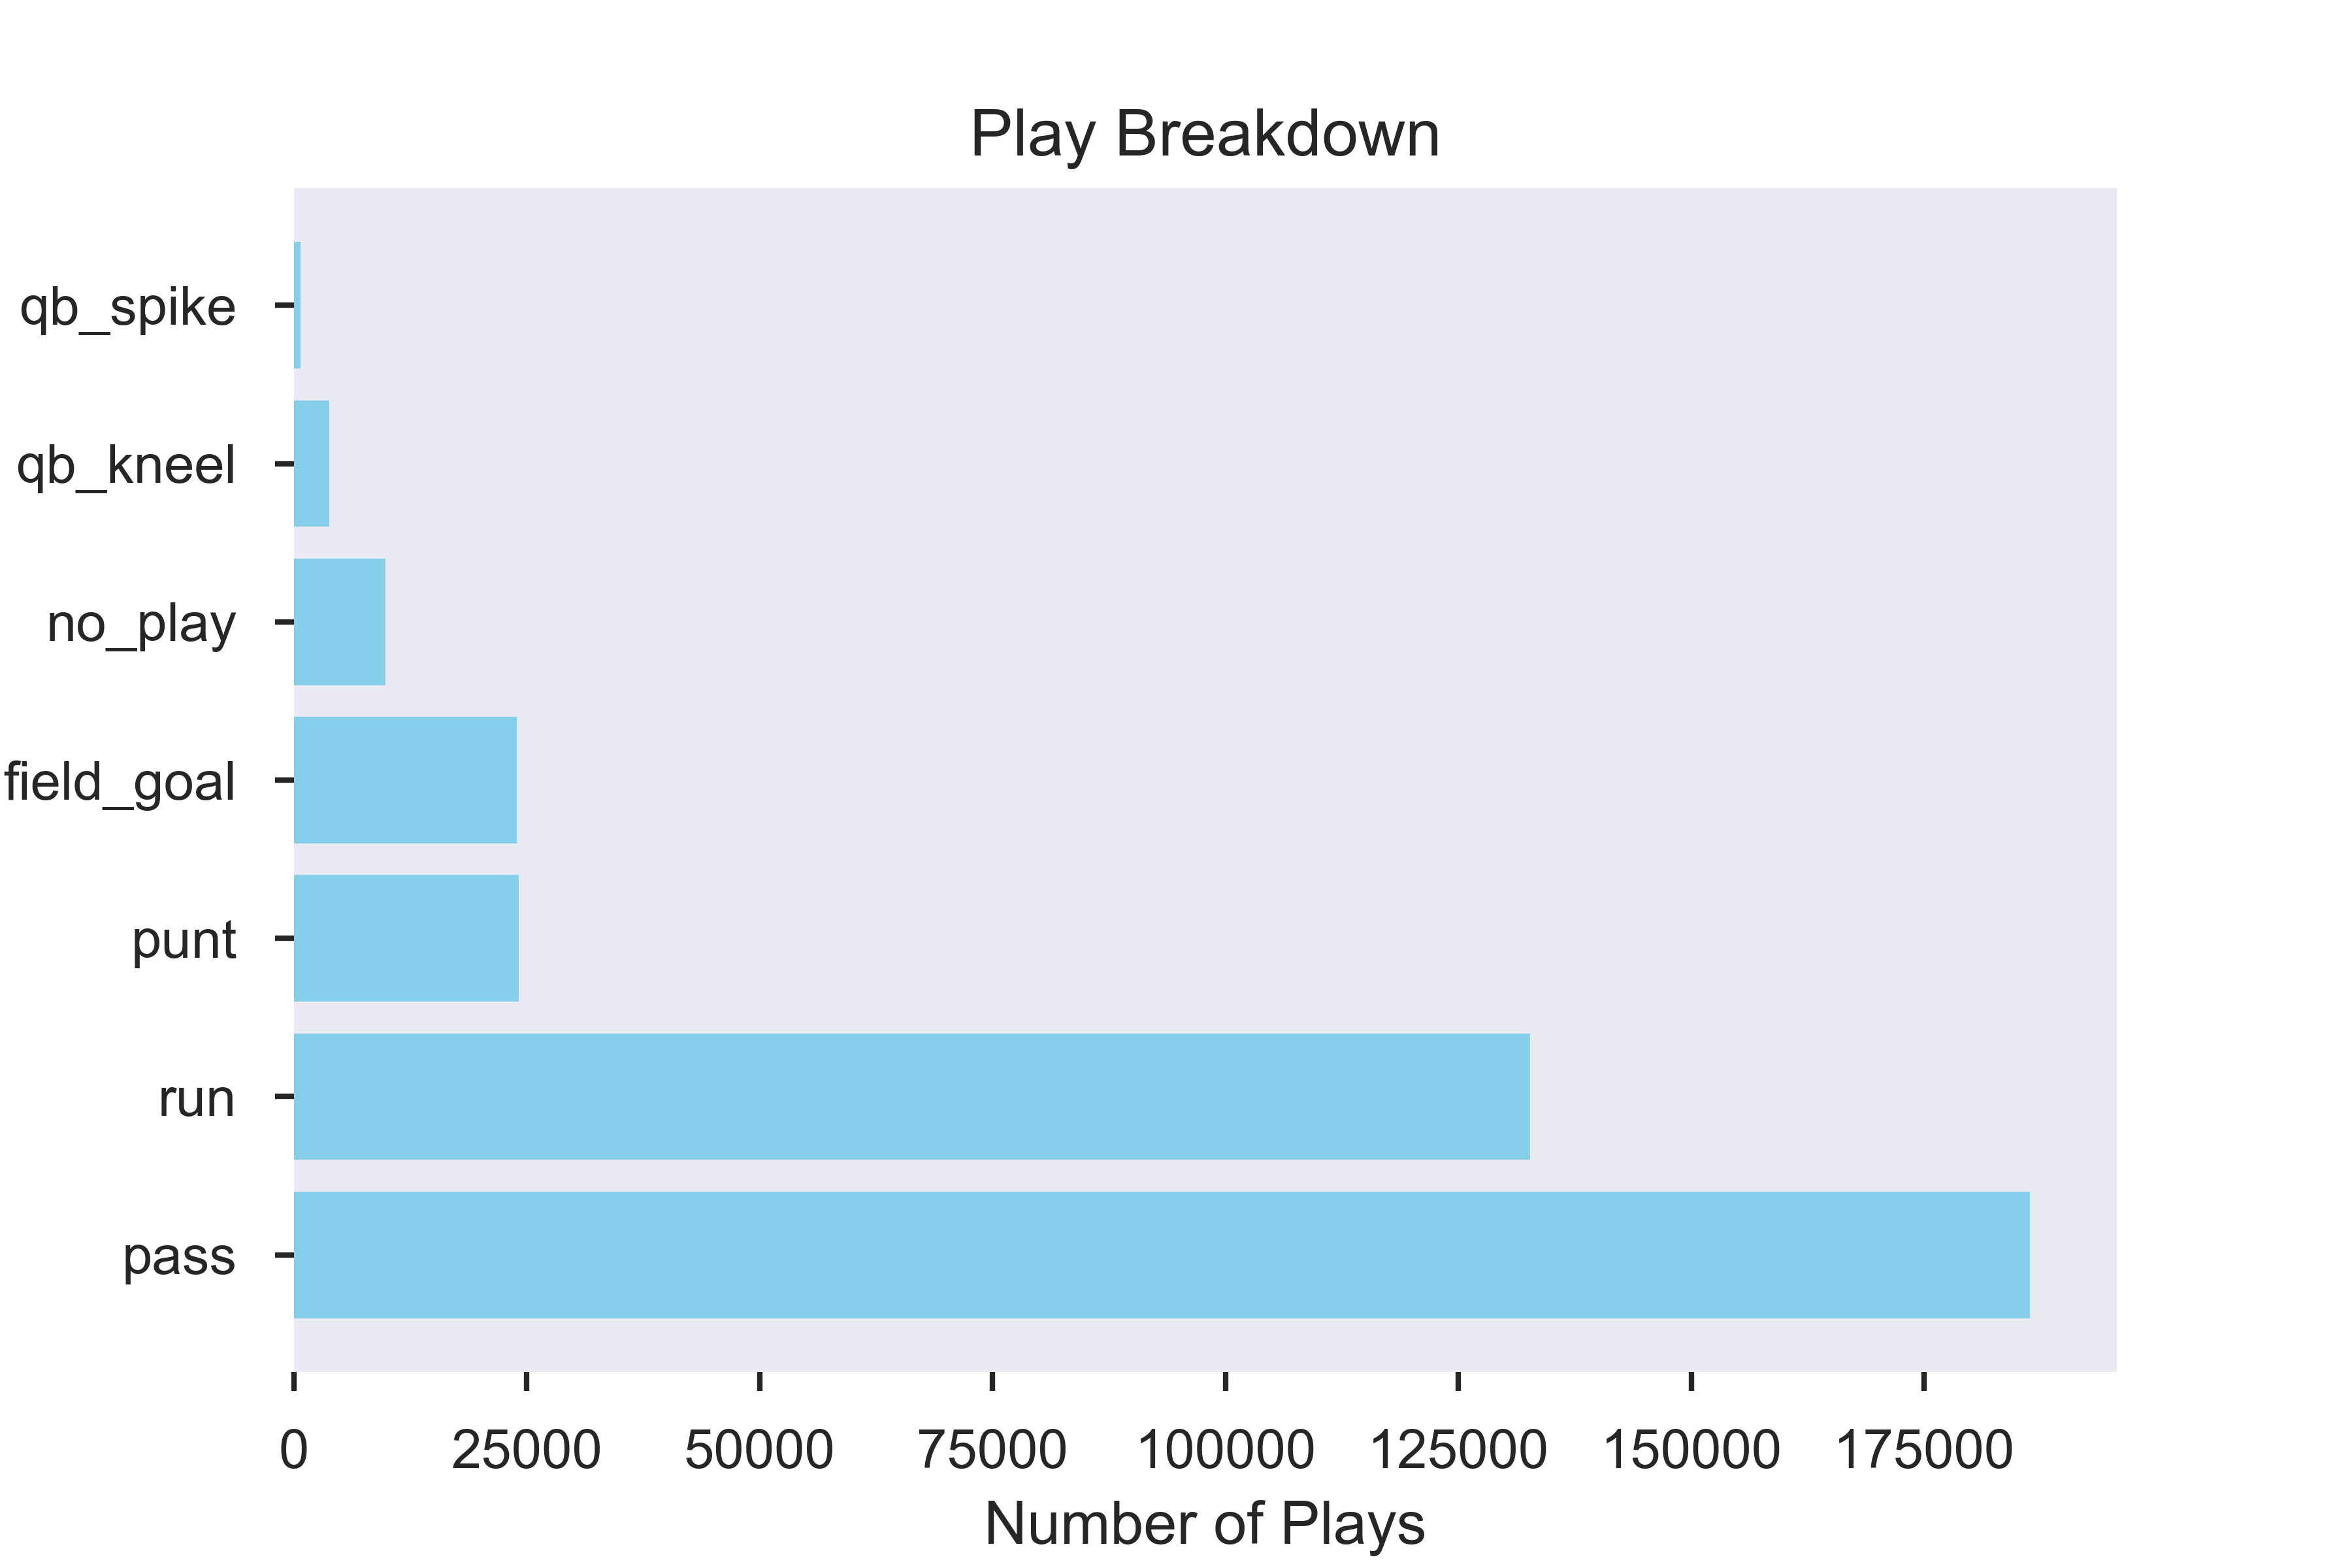 Play Breakdown
qb_spike
qb_kneel
no_play
field_goal
punt
run
pass
0 25000 50000 75000 100000 125000 150000 175000
Number of Plays